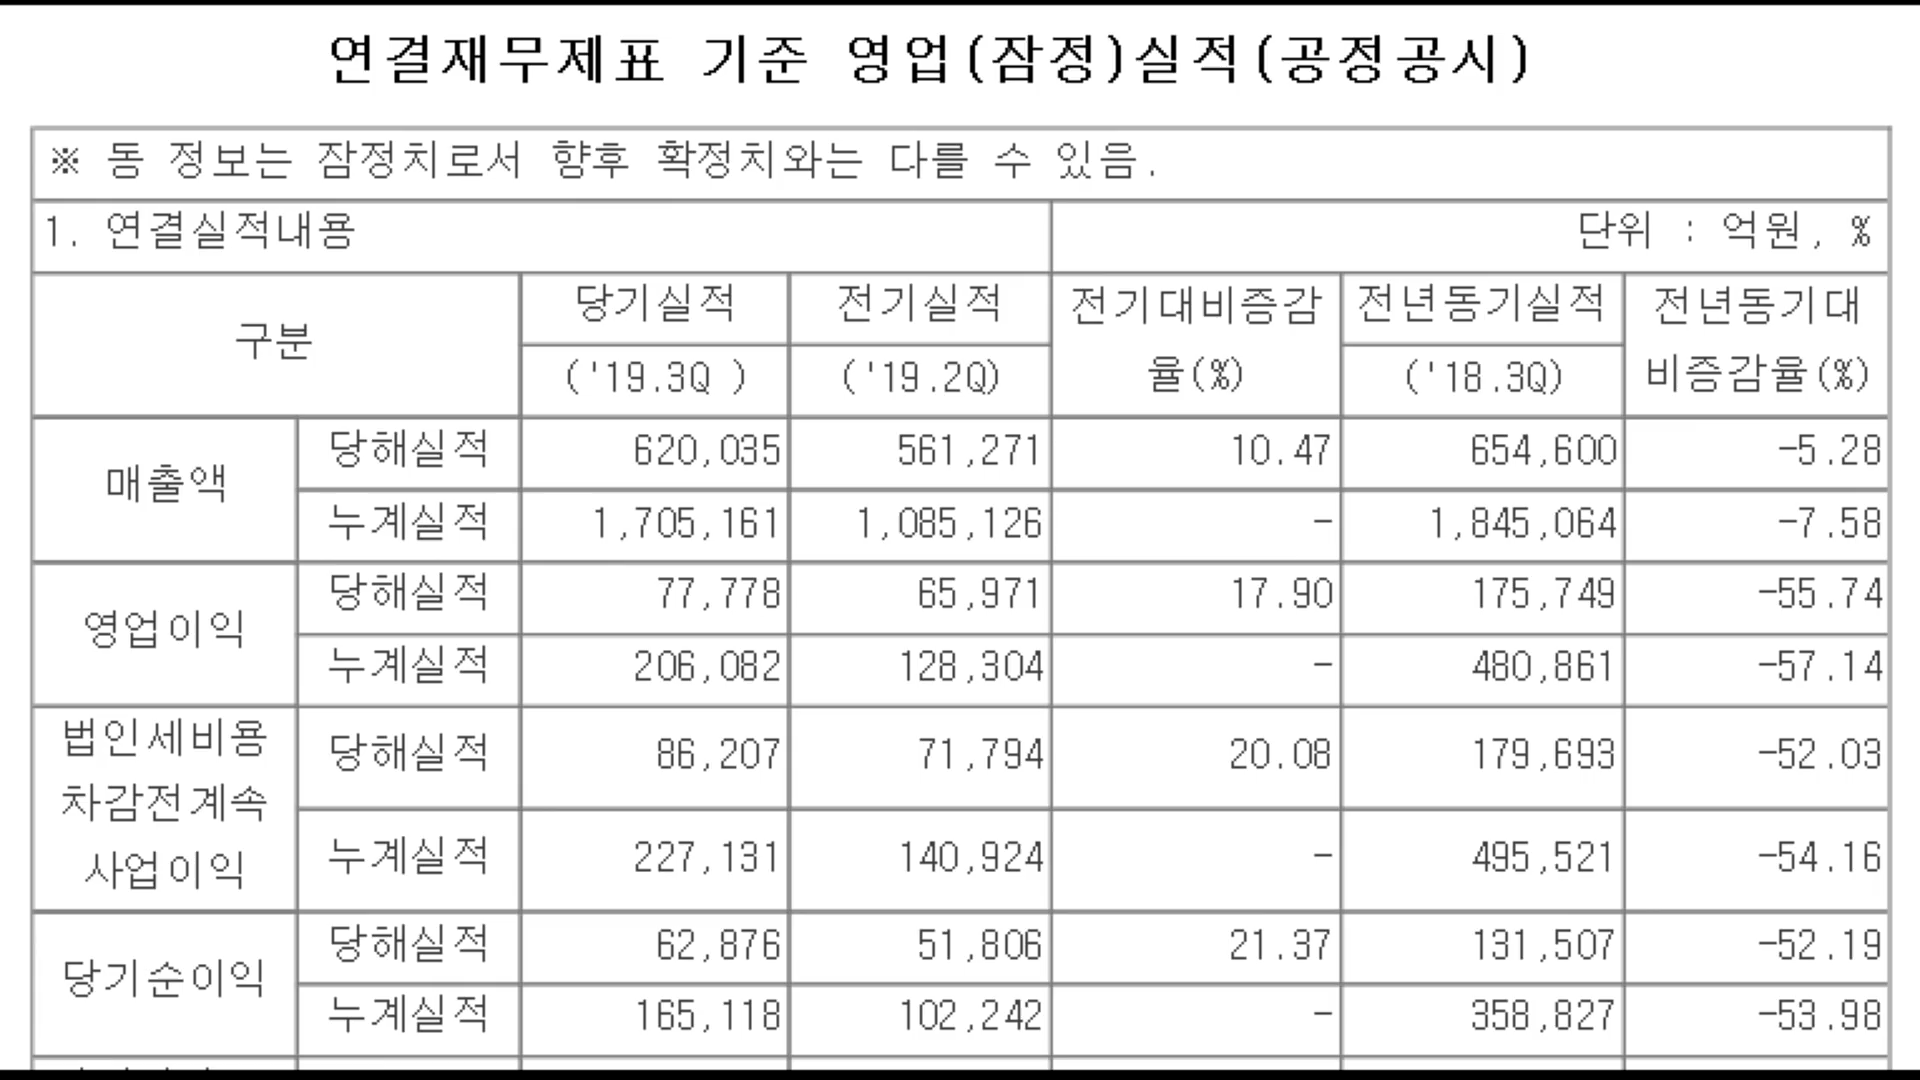 연결재무제표 기준 영업(잠정)실적(공정공시)
※ 동 정보는 잠정치로서 향후 확정치와는 다를 수 있음.
1. 연결실적내용 단위 : 억원, %
구분 당기실적 전기실적 전기대비증감 전년동기실적 전년동기대
('19.3Q ) ('19.2Q) 율(%) ('18.3Q) 비증감율(%)
매출액 당해실적 620,035 561,271 10.47 654,600 -5.28
누계실적 1,705,161 1,085,126 - 1,845,064 -7.58
영업이익 당해실적 77,778 65,971 17.90 175,749 -55.74
누계실적 206,082 128,304 - 480,861 -57.14
법인세비용
차감전계속
사업이익
당해실적 86,207 71,794 20.08 179,693 -52.03
누계실적 227,131 140,924 - 495,521 -54.16
당기순이익 당해실적 62,876 51,806 21.37 131,507 -52.19
누계실적 165,118 102,242 - 358,827 -53.98